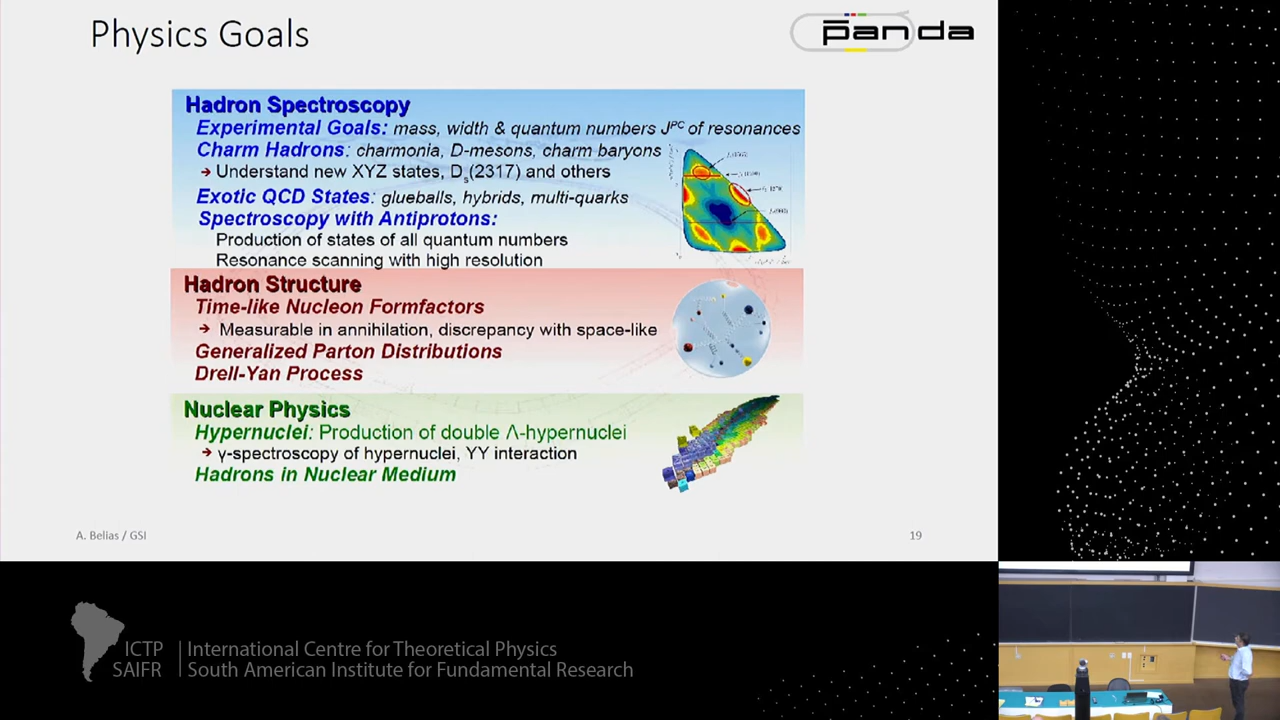 Physics Goals
panda
Hadron Spectroscopy
Experimental Goals: mass, width & quantum numbers J^PC of resonances
Charm Hadrons: charmonia, D-mesons, charm baryons
→ Understand new XYZ states, Ds(2317) and others
Exotic QCD States: glueballs, hybrids, multi-quarks
Spectroscopy with Antiprotons:
Production of states of all quantum numbers
Resonance scanning with high resolution
Hadron Structure
Time-like Nucleon Formfactors
→ Measurable in annihilation, discrepancy with space-like
Generalized Parton Distributions
Drell-Yan Process
Nuclear Physics
Hypernuclei: Production of double Λ-hypernuclei
→ γ-spectroscopy of hypernuclei, YY interaction
Hadrons in Nuclear Medium
A. Belias / GSI
19
ICTP | International Centre for Theoretical Physics
SAIFR | South American Institute for Fundamental Research